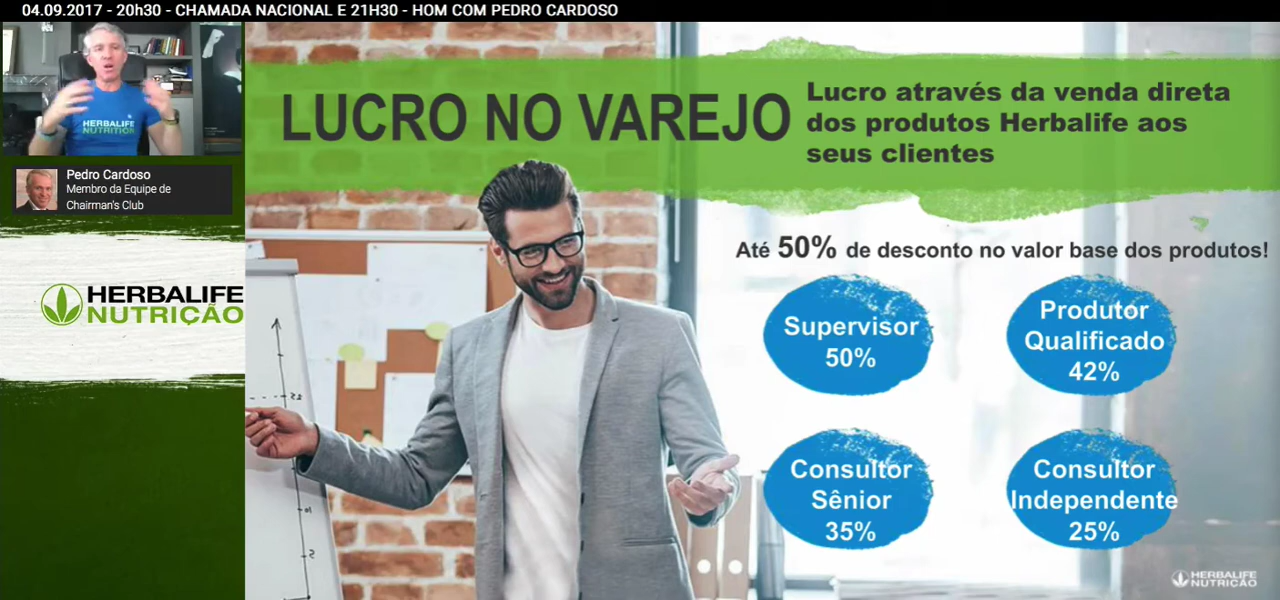 04.09.2017 - 20h30 - CHAMADA NACIONAL E 21H30 - HOM COM PEDRO CARDOSO
HERBALIFE
NUTRITION
Pedro Cardoso
Membro da Equipe de
Chairman's Club
HERBALIFE
NUTRIÇÃO
LUCRO NO VAREJO
Lucro através da venda direta
dos produtos Herbalife aos
seus clientes
Até 50% de desconto no valor base dos produtos!
Supervisor
50%
Produtor
Qualificado
42%
Consultor
Sênior
35%
Consultor
Independente
25%
HERBALIFE
NUTRIÇÃO